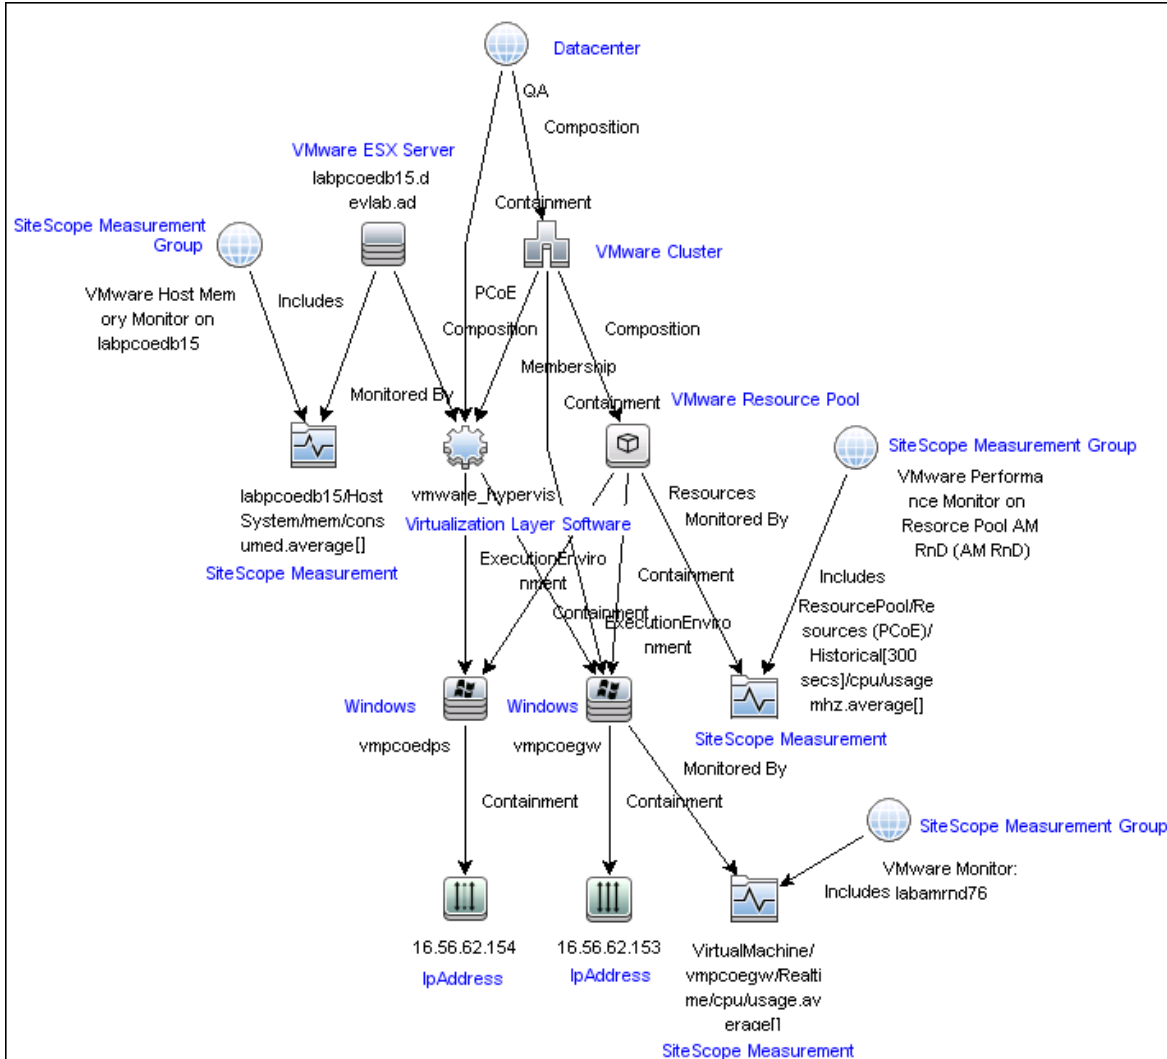 Datacenter
QA
Composition
VMware ESX Server
labpcoedb15.d
evlab.ad
Containment
SiteScope Measurement
Group
VMware Cluster
VMware Host Mem
ory Monitor on
labpcoedb15
Includes
PCoE
Composition
Composition
Membership
Monitored By
Containment
VMware Resource Pool
SiteScope Measurement Group
VMware Performa
nce Monitor on
Resorce Pool AM
RnD (AM RnD)
labpcoedb15/Host
System/mem/cons
umed.average[]
SiteScope Measurement
vmware_hypervis
Virtualization Layer Software
Resources
Monitored By
ExecutionEnviro
nment
Containment
Containment
ExecutionEnviro
nment
Includes
ResourcePool/Re
sources (PCoE)/
Historical[300
secs]/cpu/usage
mhz.average[]
SiteScope Measurement
Windows
vmpcoedps
Windows
vmpcoegw
Monitored By
Containment
Containment
SiteScope Measurement Group
VMware Monitor:
labamrnd76
Includes
16.56.62.154
IpAddress
16.56.62.153
IpAddress
VirtualMachine/
vmpcoegw/Realti
me/cpu/usage.av
erage[]
SiteScope Measurement